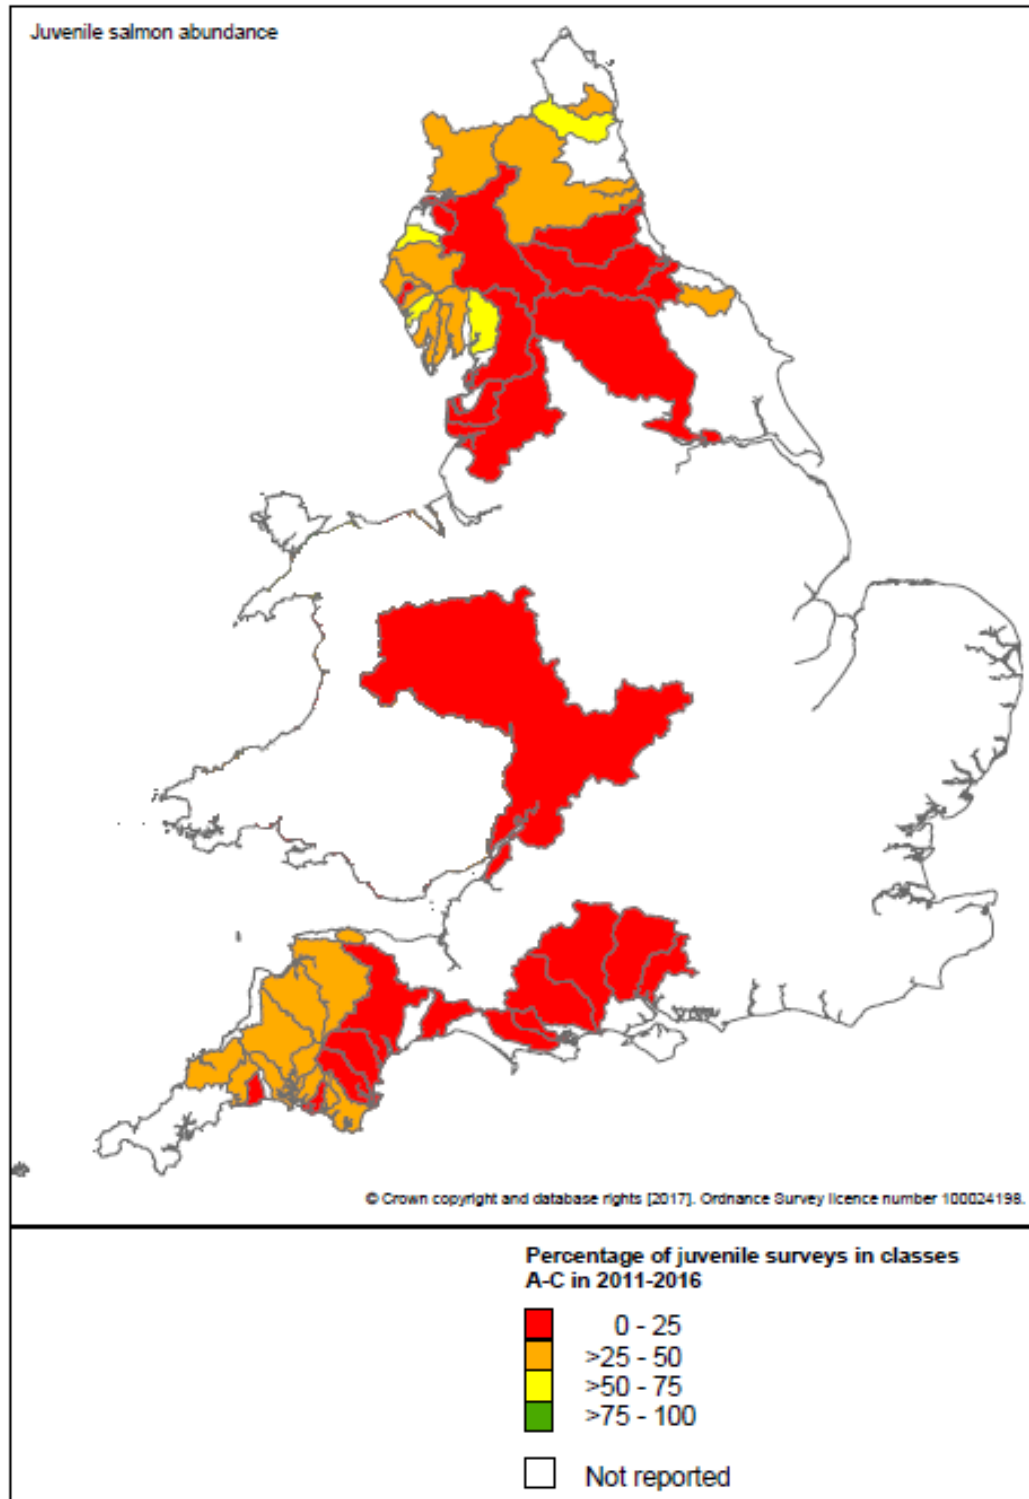 Juvenile salmon abundance
© Crown copyright and database rights [2017]. Ordnance Survey licence number 100024198.
Percentage of juvenile surveys in classes
A-C in 2011-2016
0 - 25
>25 - 50
>50 - 75
>75 - 100
Not reported